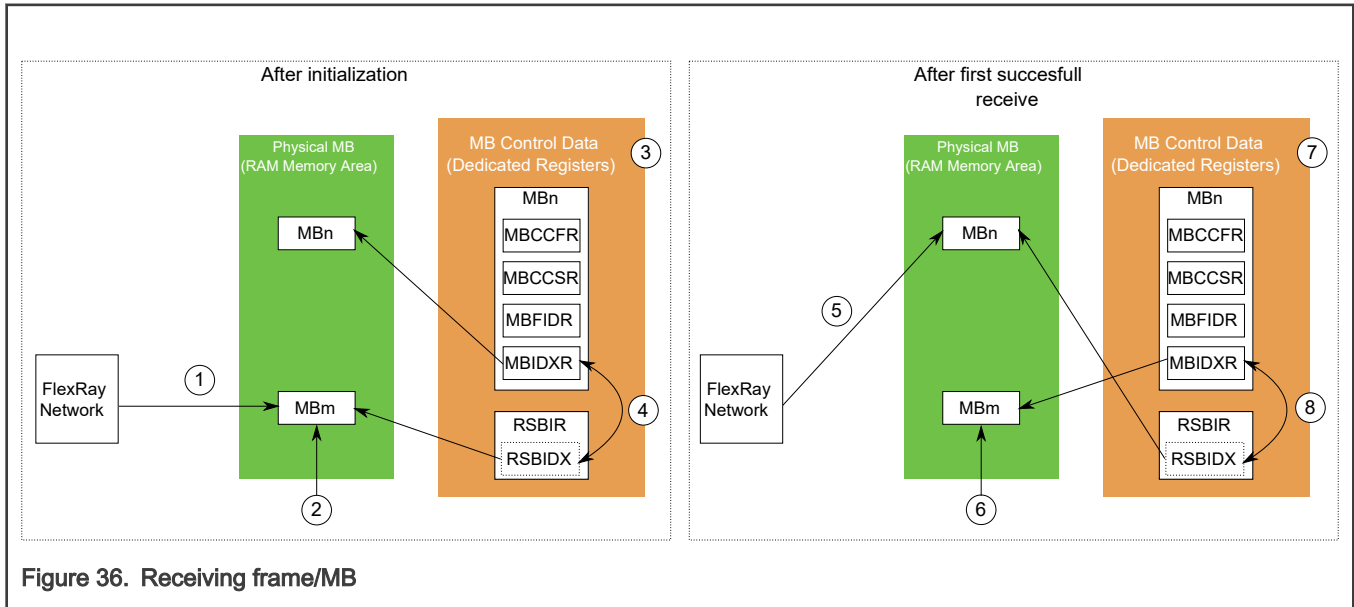 After initialization
Physical MB
(RAM Memory Area)
MB Control Data
(Dedicated Registers)
3
MBn
MBn
MBCCFR
MBCCSR
MBFIDR
MBIDXR
FlexRay
Network
1
MBm
4
RSBIR
RSBIDX
2
After first succesfull
receive
Physical MB
(RAM Memory Area)
MB Control Data
(Dedicated Registers)
7
MBn
MBn
MBCCFR
MBCCSR
MBFIDR
MBIDXR
5
FlexRay
Network
MBm
8
RSBIR
RSBIDX
6
Figure 36. Receiving frame/MB